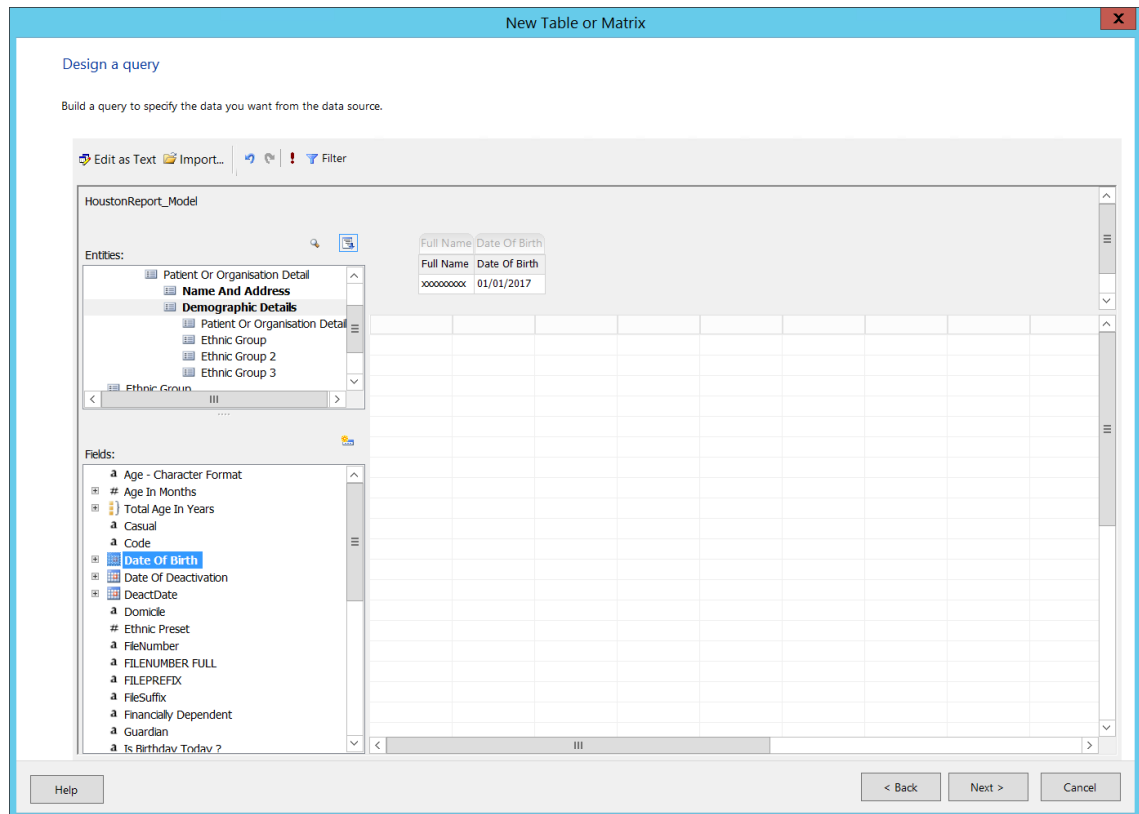 New Table or Matrix
X
Design a query
Build a query to specify the data you want from the data source.
Edit as Text Import... ! Filter
HoustonReport_Model
Entities:
Patient Or Organisation Detail
Name And Address
Demographic Details
Patient Or Organisation Detail
Ethnic Group
Ethnic Group 2
Ethnic Group 3
Ethnic Group
Full Name Date Of Birth
Full Name Date Of Birth
xxxxxxxxx 01/01/2017
Fields:
a Age - Character Format
# Age In Months
Total Age In Years
a Casual
a Code
Date Of Birth
Date Of Deactivation
DeactDate
a Domicile
# Ethnic Preset
a FileNumber
a FILENUMBER FULL
a FILEPREFIX
a FileSuffix
a Financially Dependent
a Guardian
a Is Birthday Today ?
Help
< Back Next > Cancel